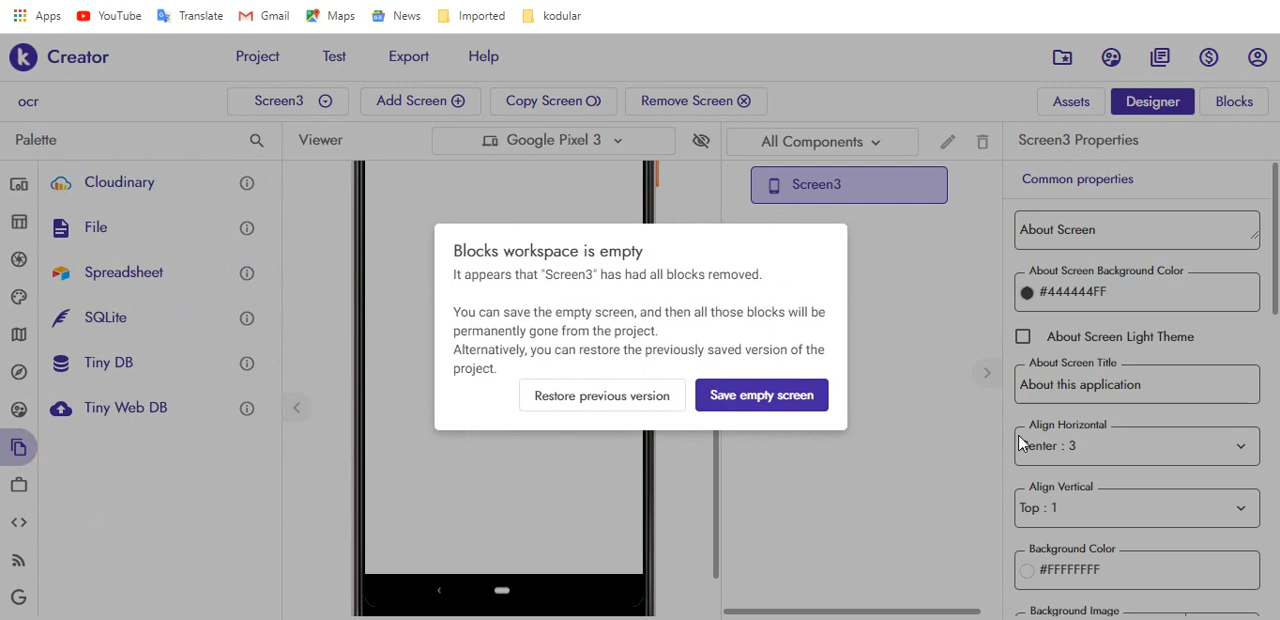 Apps YouTube Translate Gmail Maps News Imported kodular
Creator Project Test Export Help
ocr Screen3 Add Screen Copy Screen Remove Screen Assets Designer Blocks
Palette Viewer Google Pixel 3 All Components Screen3 Properties
Cloudinary
File
Spreadsheet
SQLite
Tiny DB
Tiny Web DB
Blocks workspace is empty
It appears that "Screen3" has had all blocks removed.
You can save the empty screen, and then all those blocks will be
permanently gone from the project.
Alternatively, you can restore the previously saved version of the
project.
Restore previous version Save empty screen
Screen3
Common properties
About Screen
About Screen Background Color
#444444FF
About Screen Light Theme
About Screen Title
About this application
Align Horizontal
enter : 3
Align Vertical
Top : 1
Background Color
#FFFFFFFF
Background Image